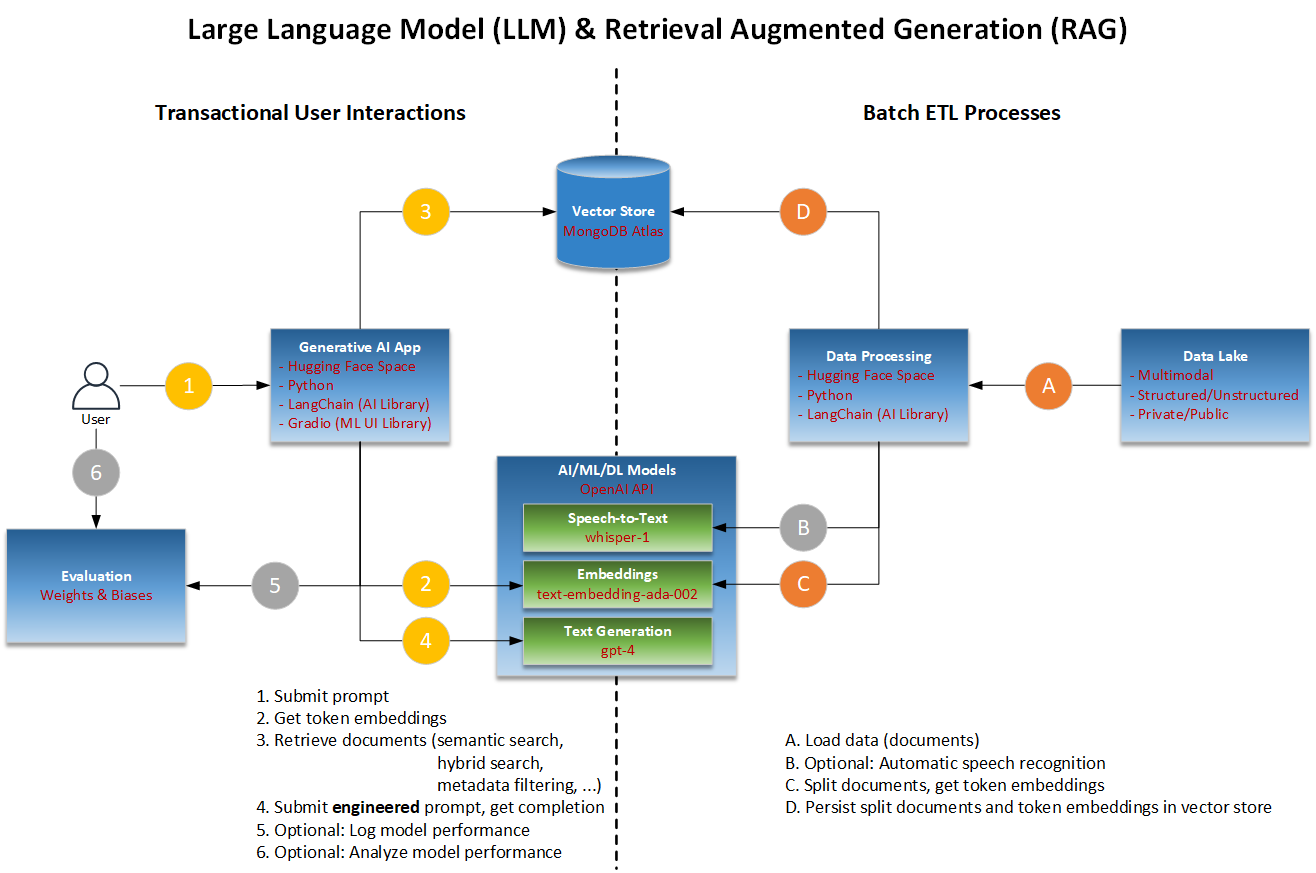 Large Language Model (LLM) & Retrieval Augmented Generation (RAG)
Transactional User Interactions
Batch ETL Processes
3
Vector Store
MongoDB Atlas
D
User
1
Generative AI App
- Hugging Face Space
- Python
- LangChain (AI Library)
- Gradio (ML UI Library)
Data Processing
- Hugging Face Space
- Python
- LangChain (AI Library)
A
Data Lake
- Multimodal
- Structured/Unstructured
- Private/Public
6
AI/ML/DL Models
OpenAI API
Speech-to-Text
whisper-1
B
Evaluation
Weights & Biases
5
2
Embeddings
text-embedding-ada-002
C
4
Text Generation
gpt-4
1. Submit prompt
2. Get token embeddings
3. Retrieve documents (semantic search,
hybrid search,
metadata filtering, ...)
4. Submit engineered prompt, get completion
5. Optional: Log model performance
6. Optional: Analyze model performance
A. Load data (documents)
B. Optional: Automatic speech recognition
C. Split documents, get token embeddings
D. Persist split documents and token embeddings in vector store